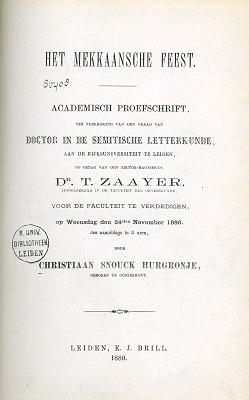 HET MEKKAANSCHE FEEST.
ACADEMISCH PROEFSCHRIFT,
TER VERKRIJGING VAN DEN GRAAD VAN
DOCTOR IN DE SEMITISCHE LETTERKUNDE,
AAN DE RIJKSUNIVERSITEIT TE LEIDEN,
OP GEZAG VAN DEN RECTOR-MAGNIFICUS
DR. T. ZAAYER,
HOOGLEERAAR IN DE FACULTEIT DER GENEESKUNDE,
VOOR DE FACULTEIT TE VERDEDIGEN,
op Woensdag den 24sten November 1880.
des namiddags te 3 uren,
DOOR
CHRISTIAAN SNOUCK HURGRONJE,
GEBOREN TE OOSTERHOUT.
R. UNIV.
BIBLIOTHEEK
LEIDEN
LEIDEN, E. J. BRILL.
1880.